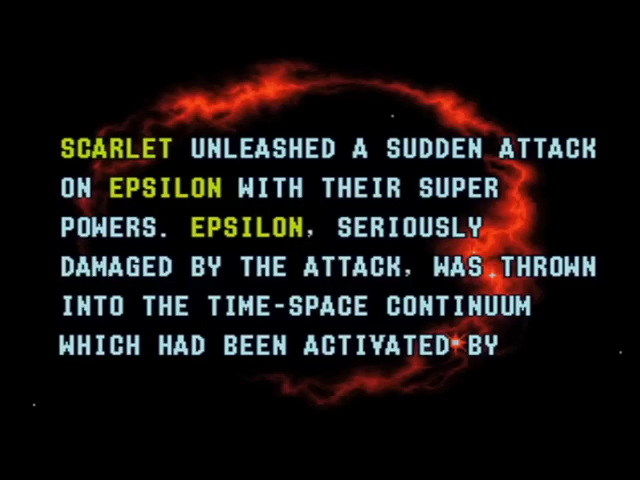 SCARLET UNLEASHED A SUDDEN ATTACK
ON EPSILON WITH THEIR SUPER
POWERS. EPSILON, SERIOUSLY
DAMAGED BY THE ATTACK, WAS THROWN
INTO THE TIME-SPACE CONTINUUM
WHICH HAD BEEN ACTIVATED BY